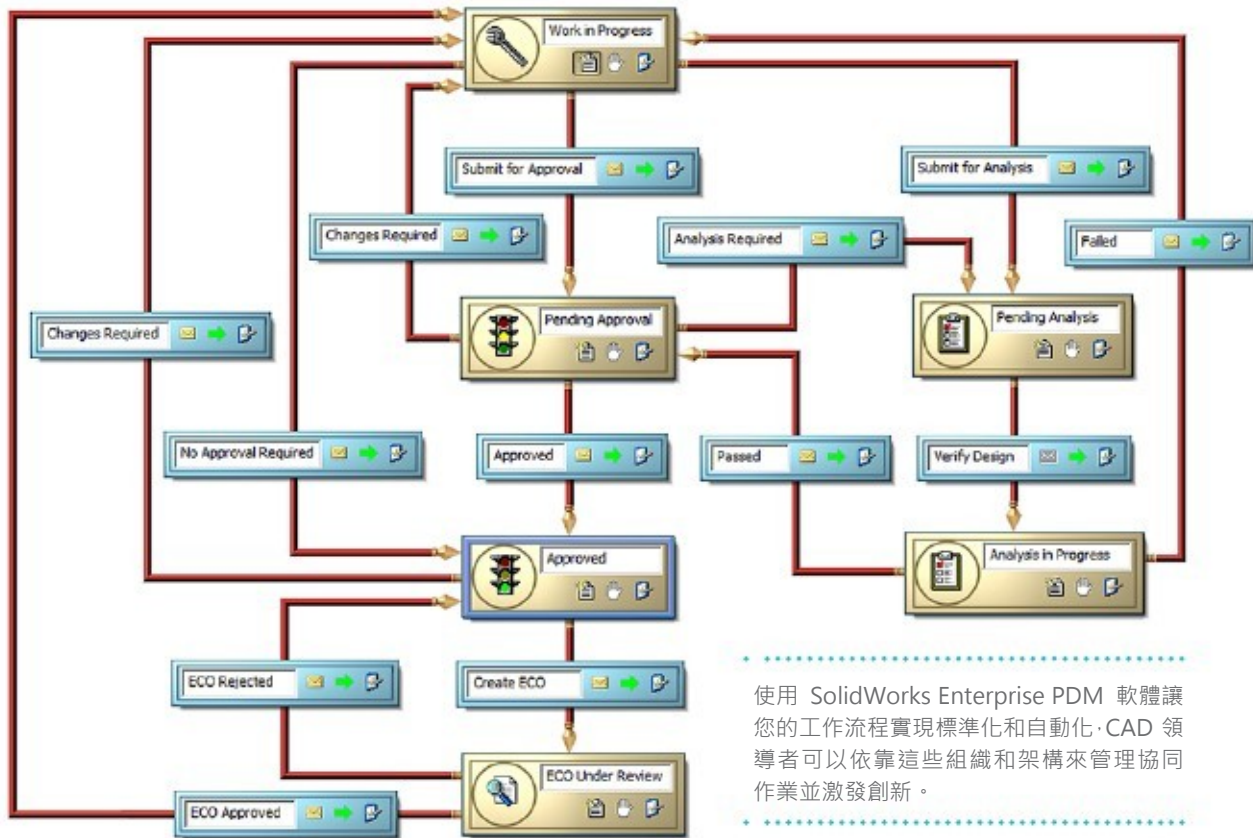 Work in Progress
Submit for Approval
Submit for Analysis
Changes Required
Analysis Required
Failed
Changes Required
Pending Approval
Pending Analysis
No Approval Required
Approved
Passed
Verify Design
Approved
Analysis in Progress
ECO Rejected
Create ECO
ECO Under Review
ECO Approved
使用 SolidWorks Enterprise PDM 軟體讓
您的工作流程實現標準化和自動化·CAD 領
導者可以依靠這些組織和架構來管理協同
作業並激發創新。